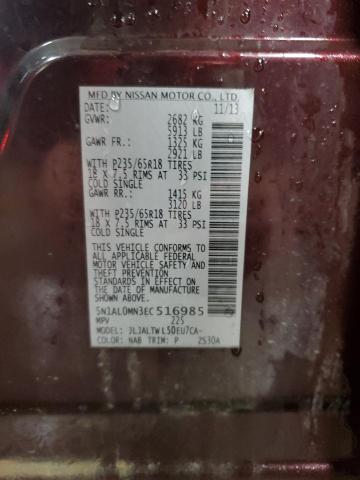 MFD BY NISSAN MOTOR CO., LTD.
DATE: 11/13
GVWR: 2682 KG
5913 LB
GAWR FR.: 1325 KG
2921 LB
WITH P235/65R18 TIRES
18 X 7.5 RIMS AT 33 PSI
COLD SINGLE
GAWR RR.: 1415 KG
3120 LB
WITH P235/65R18 TIRES
18 X 7.5 RIMS AT 33 PSI
COLD SINGLE
THIS VEHICLE CONFORMS TO
ALL APPLICABLE FEDERAL
MOTOR VEHICLE SAFETY AND
THEFT PREVENTION
STANDARDS IN EFFECT ON
THE DATE OF MANUFACTURE
SHOWN ABOVE.
5N1AL0MN3EC516985
MPV 225
MODEL: JLJALTWL50EU7CA-
COLOR: NAB TRIM: P ZS30A